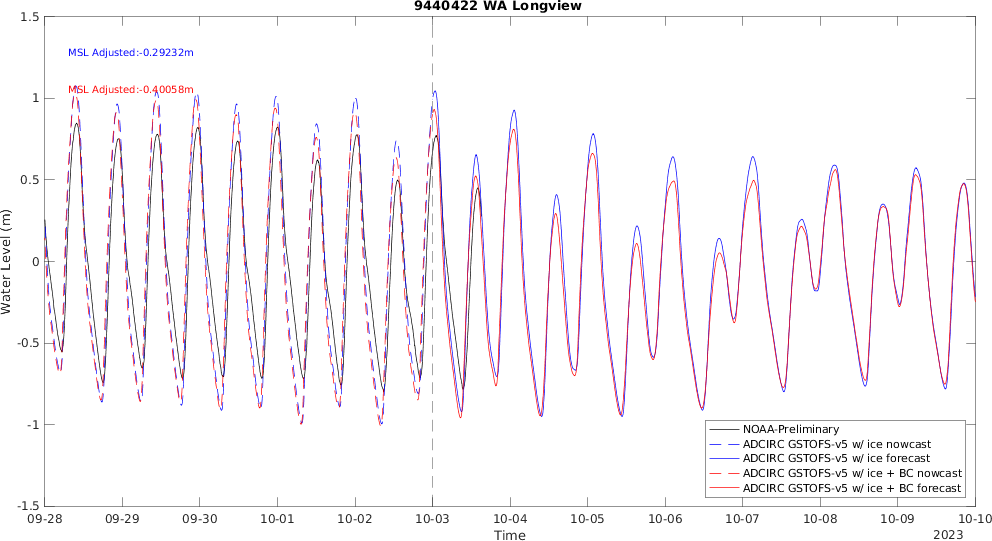 9440422 WA Longview
1.5
MSL Adjusted:-0.29232m
MSL Adjusted:-0.40058m
1
0.5
0
-0.5
-1
-1.5
Water Level (m)
NOAA-Preliminary
ADCIRC GSTOFS-v5 w/ ice nowcast
ADCIRC GSTOFS-v5 w/ ice forecast
ADCIRC GSTOFS-v5 w/ ice + BC nowcast
ADCIRC GSTOFS-v5 w/ ice + BC forecast
09-28 09-29 09-30 10-01 10-02 10-03 10-04 10-05 10-06 10-07 10-08 10-09 10-10
Time
2023